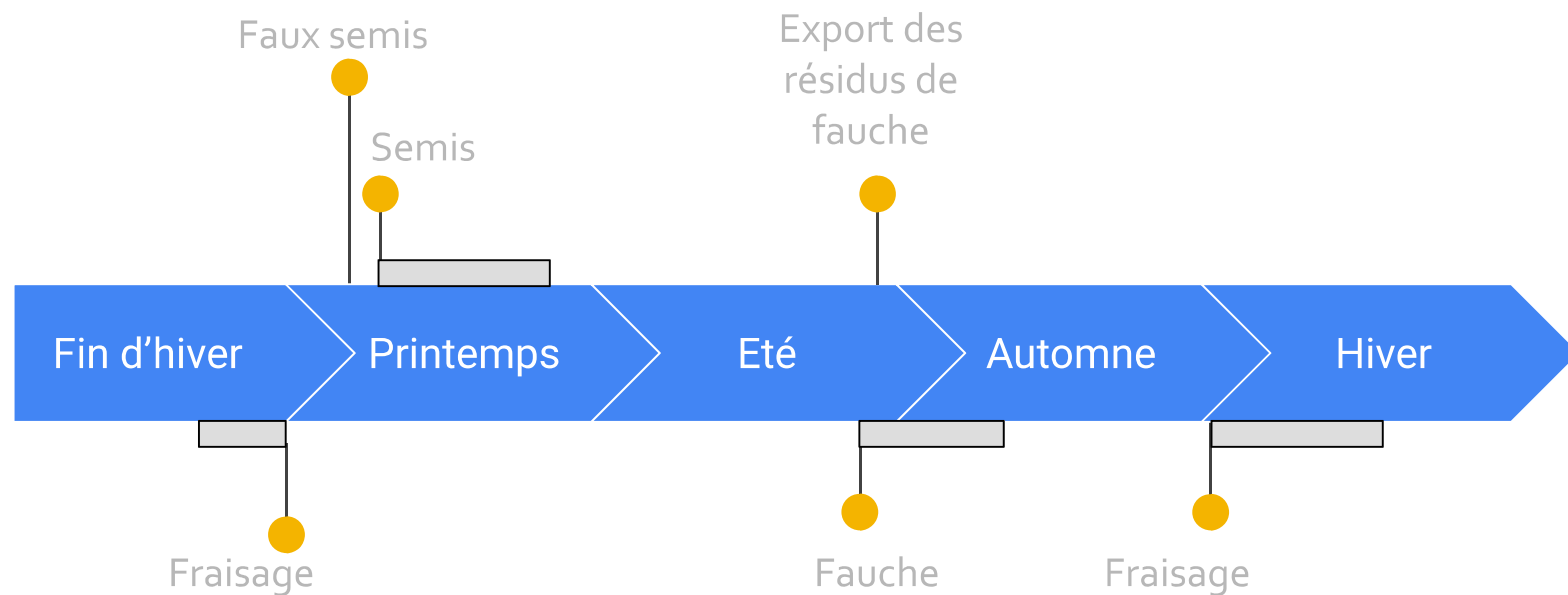 Faux semis
Semis
Export des
résidus de
fauche
Fin d’hiver
Printemps
Eté
Automne
Hiver
Fraisage
Fauche
Fraisage